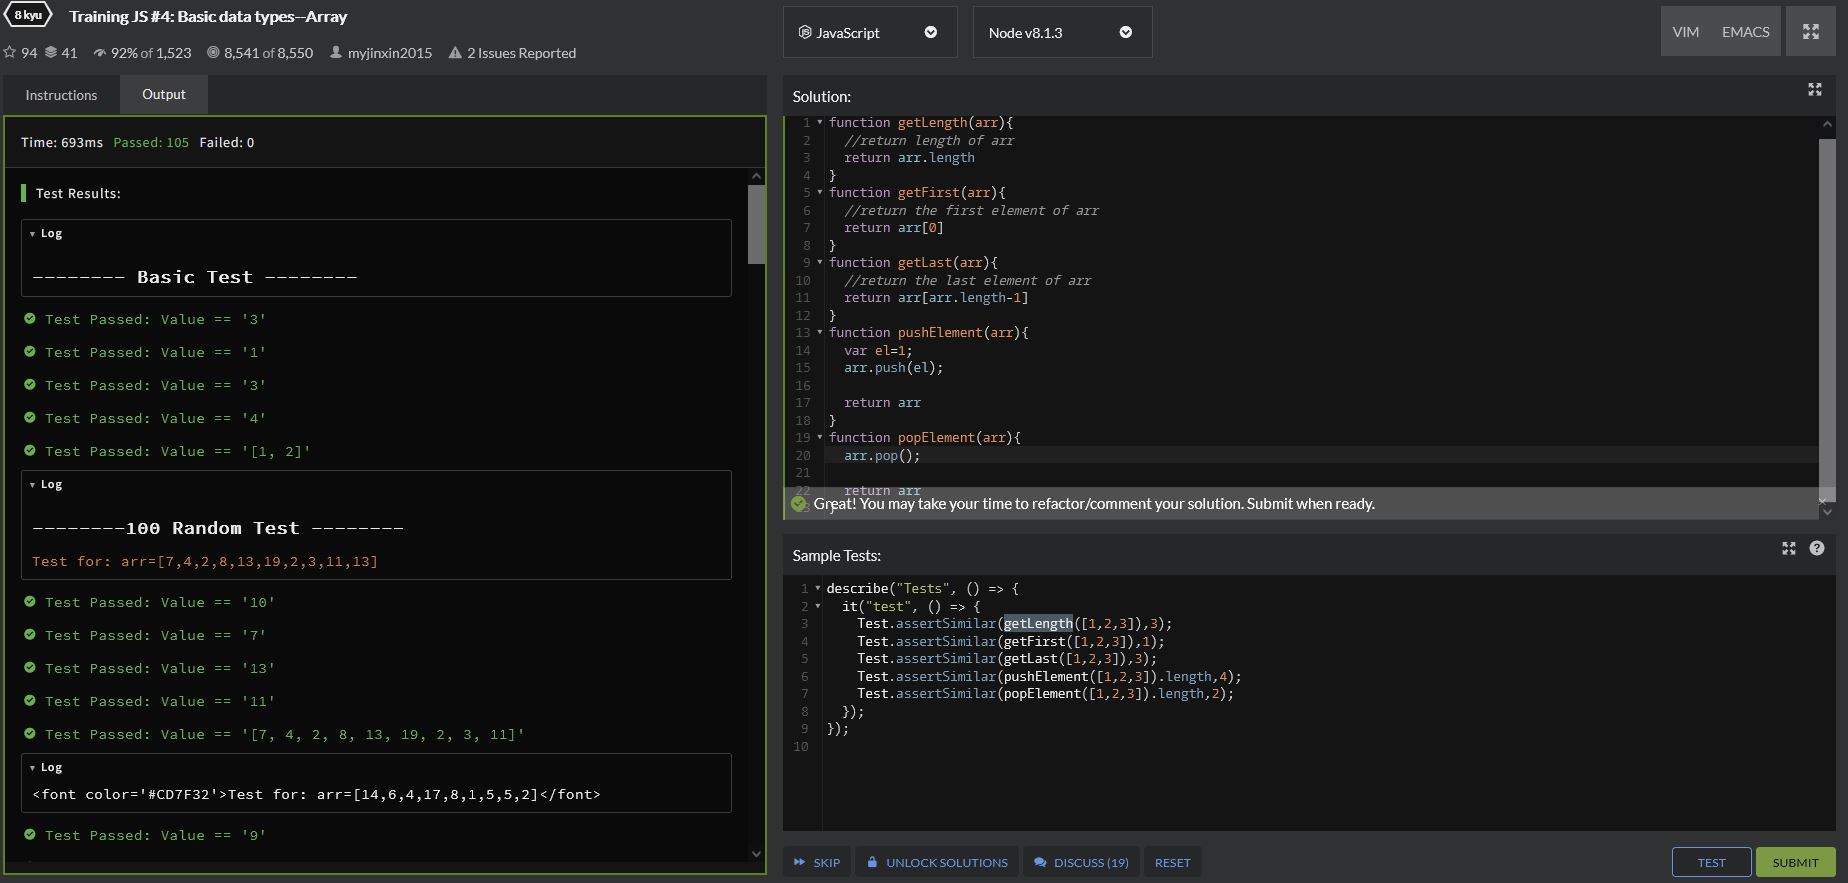 8 kyu
Training JS #4: Basic data types--Array
94 41 92% of 1,523 8,541 of 8,550 myjinxin2015 2 Issues Reported
JavaScript
Node v8.1.3
VIM EMACS
Instructions Output
Time: 693ms Passed: 105 Failed: 0
Test Results:
Log
-------- Basic Test --------
Test Passed: Value == '3'
Test Passed: Value == '1'
Test Passed: Value == '3'
Test Passed: Value == '4'
Test Passed: Value == '[1, 2]'
Log
--------100 Random Test --------
Test for: arr=[7,4,2,8,13,19,2,3,11,13]
Test Passed: Value == '10'
Test Passed: Value == '7'
Test Passed: Value == '13'
Test Passed: Value == '11'
Test Passed: Value == '[7, 4, 2, 8, 13, 19, 2, 3, 11]'
Log
<font color='#CD7F32'>Test for: arr=[14,6,4,17,8,1,5,5,2]</font>
Test Passed: Value == '9'
Solution:
1 function getLength(arr){
2 //return length of arr
3 return arr.length
4 }
5 function getFirst(arr){
6 //return the first element of arr
7 return arr[0]
8 }
9 function getLast(arr){
10 //return the last element of arr
11 return arr[arr.length-1]
12 }
13 function pushElement(arr){
14 var el=1;
15 arr.push(el);
16
17 return arr
18 }
19 function popElement(arr){
20 arr.pop();
21
22 return arr
23 }
Great! You may take your time to refactor/comment your solution. Submit when ready.
Sample Tests:
1 describe("Tests", () => {
2 it("test", () => {
3 Test.assertSimilar(getLength([1,2,3]),3);
4 Test.assertSimilar(getFirst([1,2,3]),1);
5 Test.assertSimilar(getLast([1,2,3]),3);
6 Test.assertSimilar(pushElement([1,2,3]).length,4);
7 Test.assertSimilar(popElement([1,2,3]).length,2);
8 });
9 });
10
SKIP UNLOCK SOLUTIONS DISCUSS (19) RESET
TEST SUBMIT